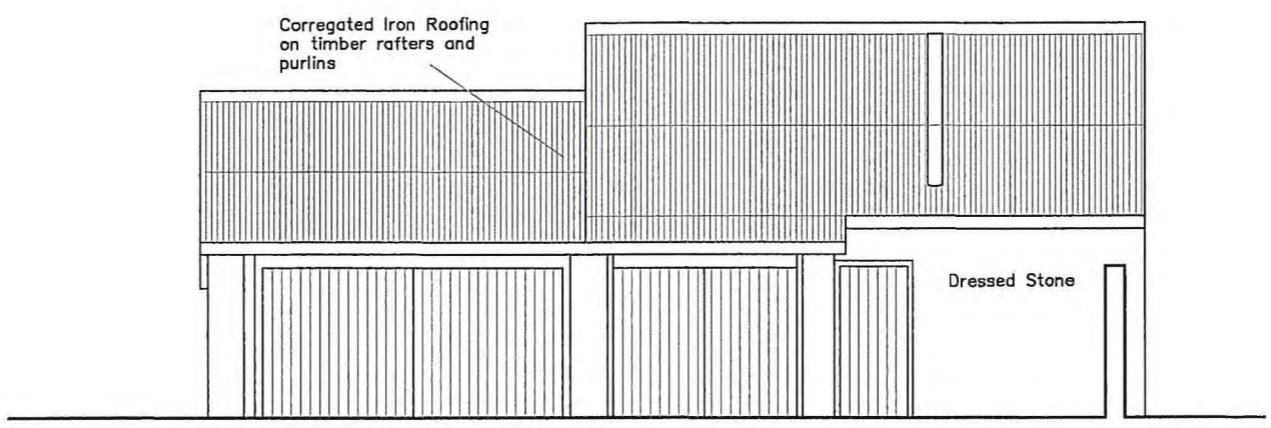 Corregated Iron Roofing
on timber rafters and
purlins
Dressed Stone